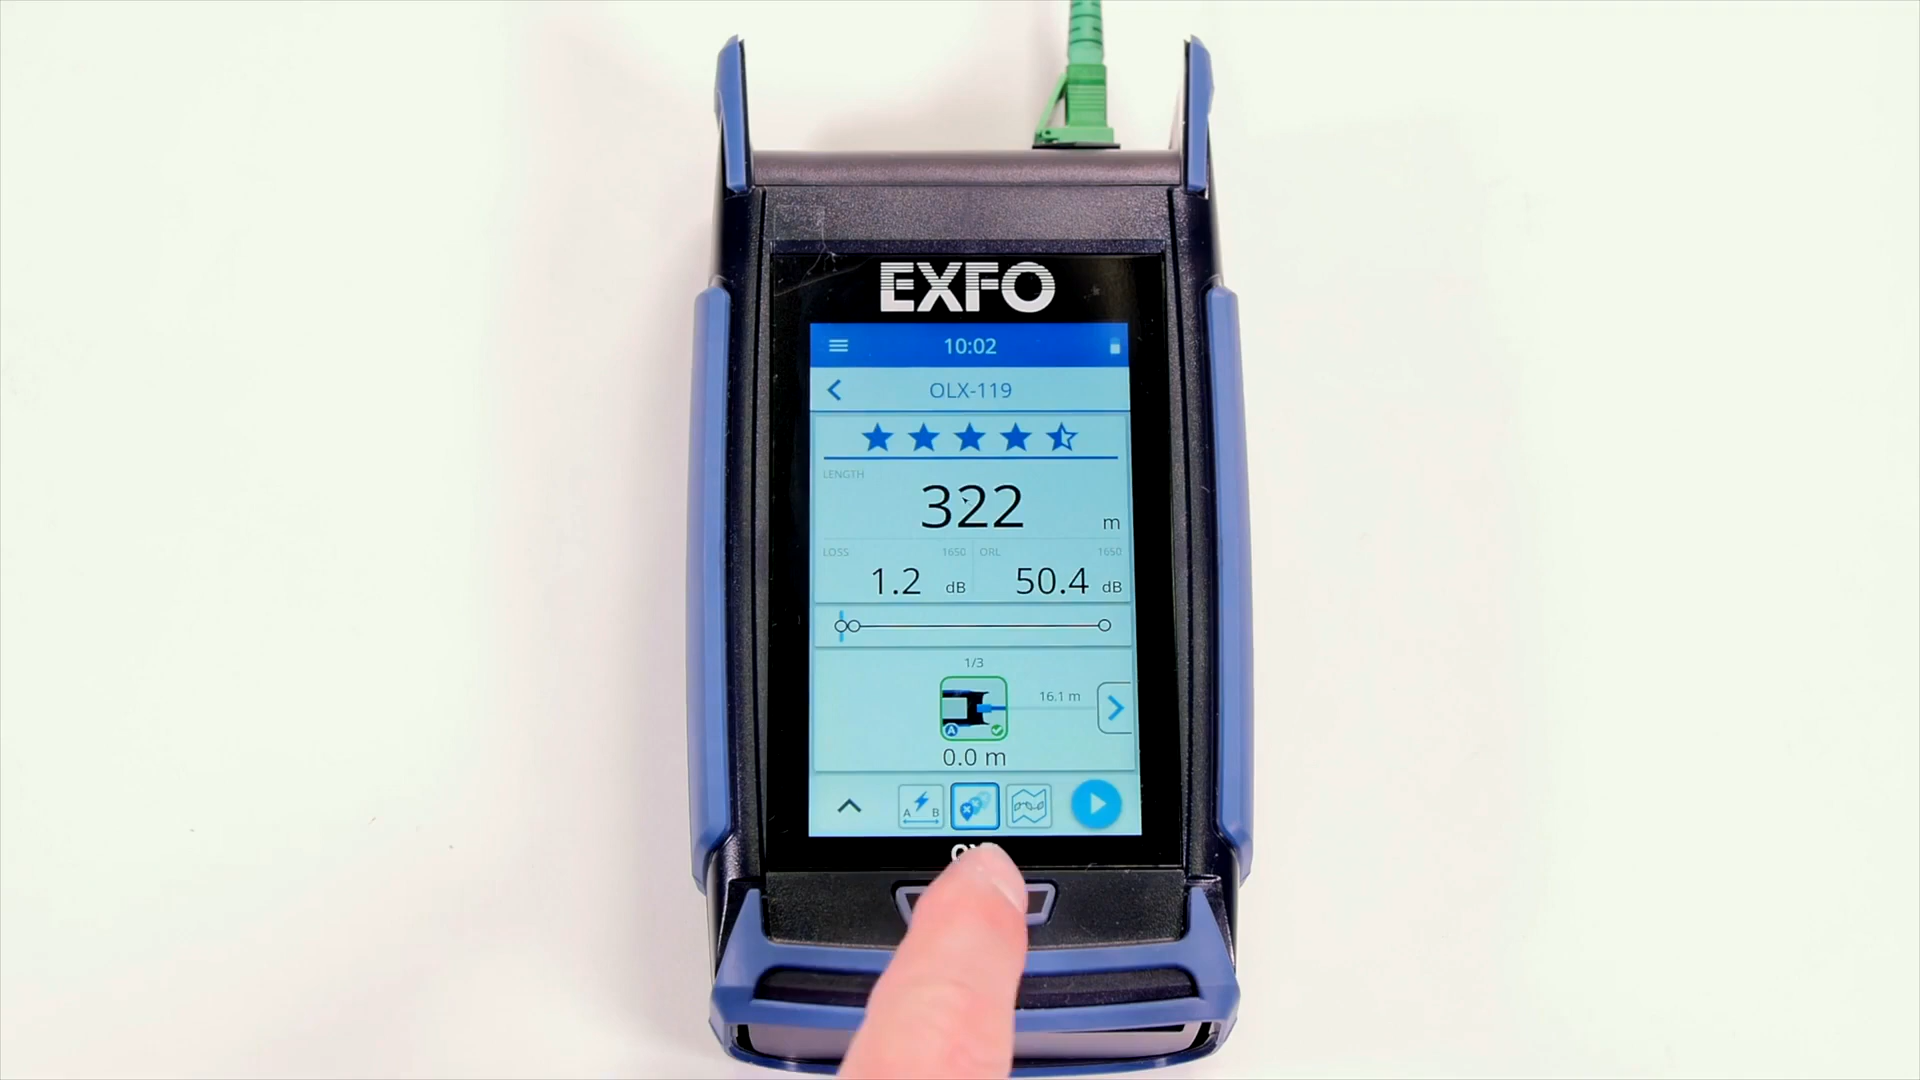 EXFO
10:02
OLX-119
LENGTH
322 m
LOSS 1650 ORL 1650
1.2 dB 50.4 dB
1/3
16.1 m
A
0.0 m
A B